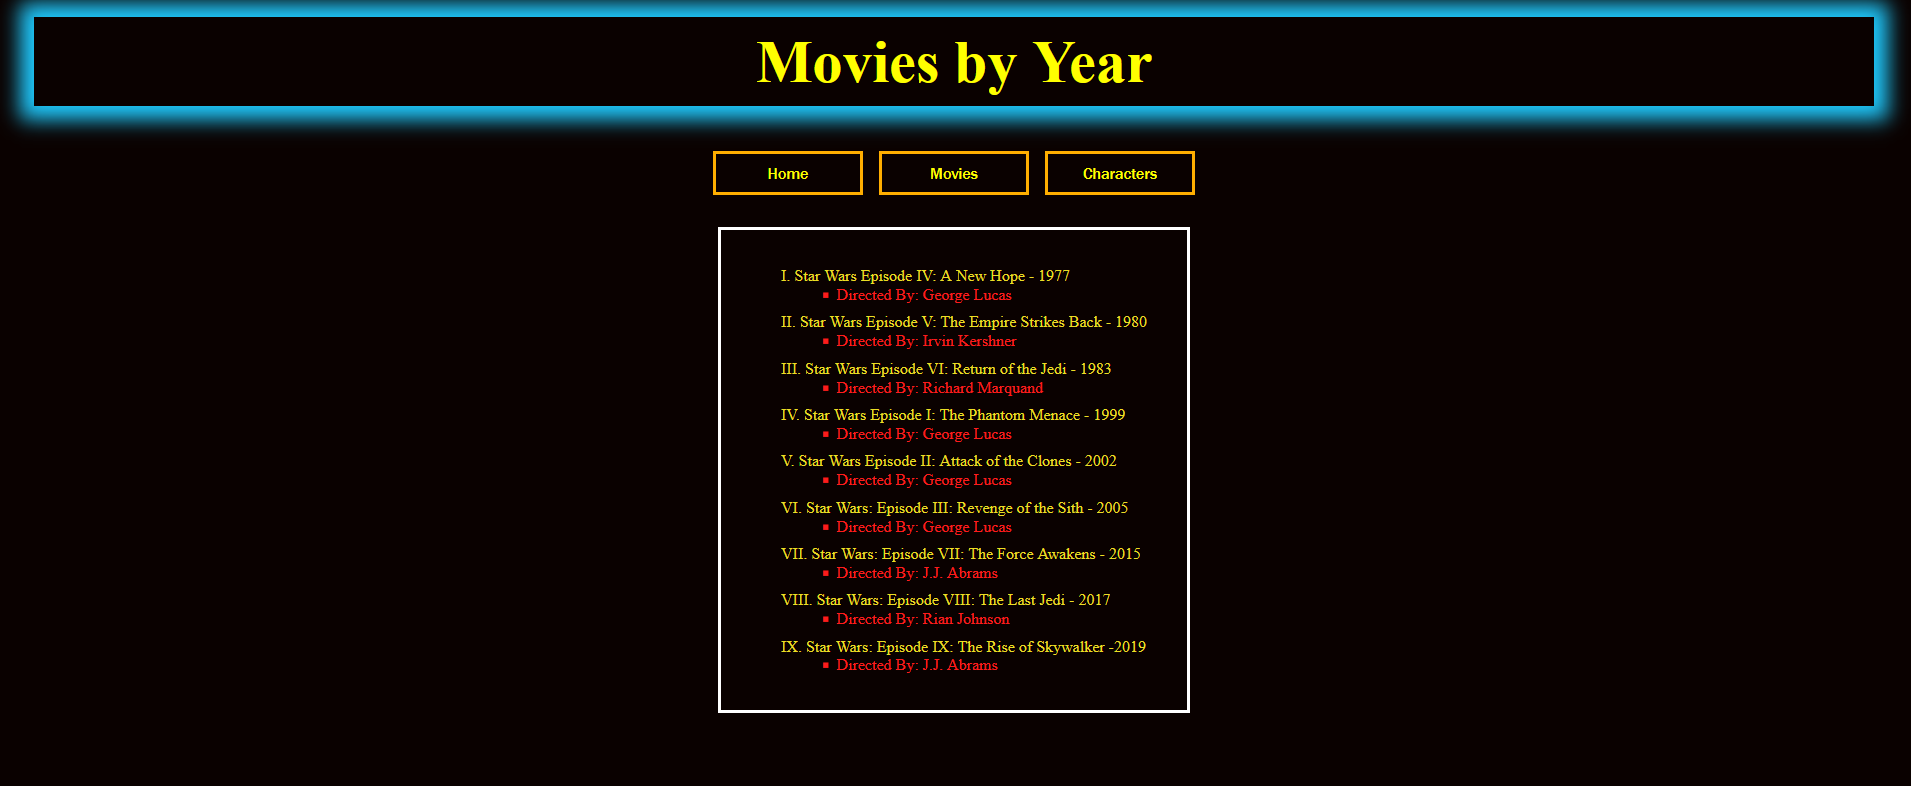 Movies by Year
Home
Movies
Characters
I. Star Wars Episode IV: A New Hope - 1977
Directed By: George Lucas
II. Star Wars Episode V: The Empire Strikes Back - 1980
Directed By: Irvin Kershner
III. Star Wars Episode VI: Return of the Jedi - 1983
Directed By: Richard Marquand
IV. Star Wars Episode I: The Phantom Menace - 1999
Directed By: George Lucas
V. Star Wars Episode II: Attack of the Clones - 2002
Directed By: George Lucas
VI. Star Wars: Episode III: Revenge of the Sith - 2005
Directed By: George Lucas
VII. Star Wars: Episode VII: The Force Awakens - 2015
Directed By: J.J. Abrams
VIII. Star Wars: Episode VIII: The Last Jedi - 2017
Directed By: Rian Johnson
IX. Star Wars: Episode IX: The Rise of Skywalker -2019
Directed By: J.J. Abrams